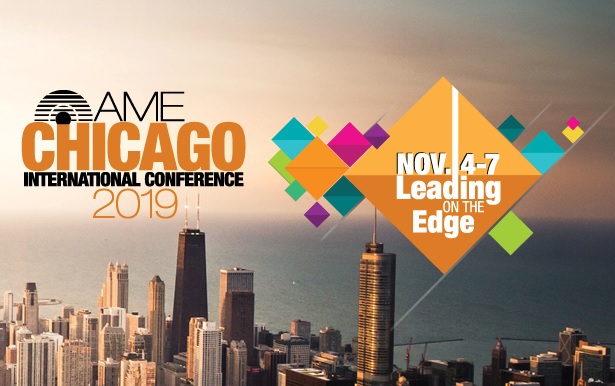 AME
CHICAGO
INTERNATIONAL CONFERENCE
2019
NOV. 4-7
Leading
ON THE
Edge